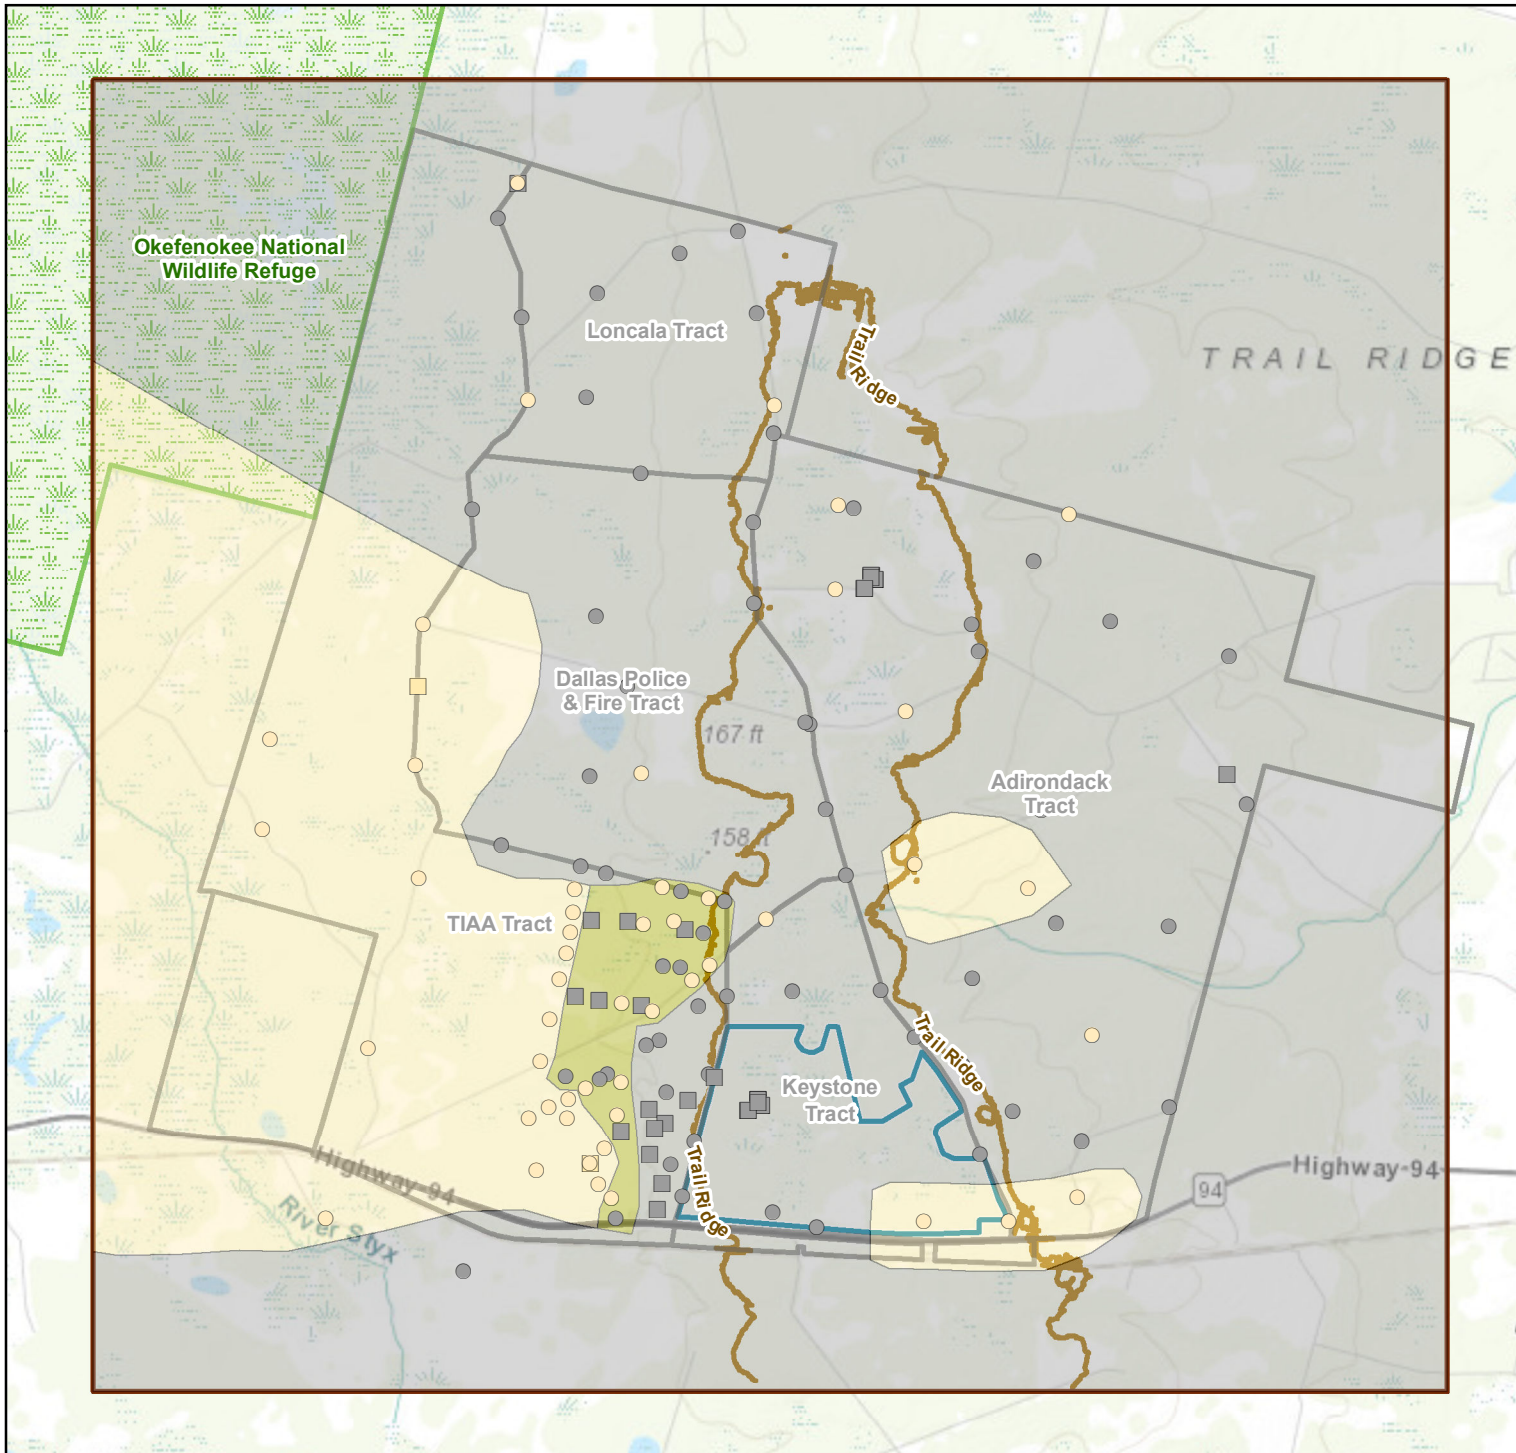 Okefenokee National
Wildlife Refuge
Loncala Tract
Trail Ridge
TRAIL RIDGE
Dallas Police
& Fire Tract
167 ft
Adirondack
Tract
158 ft
TIAA Tract
Trail Ridge
Keystone
Tract
Highway-94
Trail Ridge
Highway-94
94
River Styx